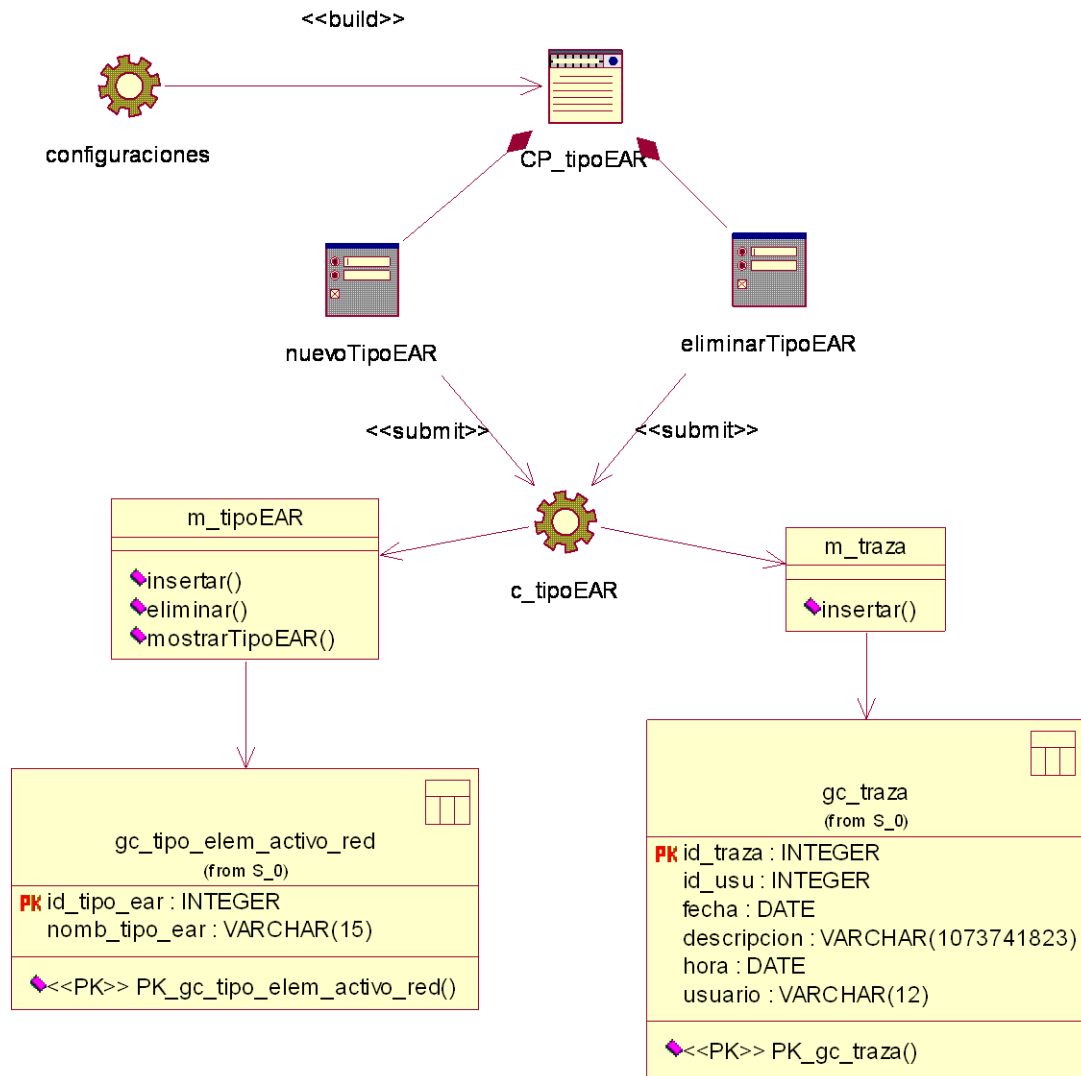 <<build>>
configuraciones
CP_tipoEAR
nuevoTipoEAR
eliminarTipoEAR
<<submit>>
<<submit>>
c_tipoEAR
m_tipoEAR
insertar()
eliminar()
mostrarTipoEAR()
m_traza
insertar()
gc_tipo_elem_activo_red
(from S_0)
PK id_tipo_ear : INTEGER
nomb_tipo_ear : VARCHAR(15)
<<PK>> PK_gc_tipo_elem_activo_red()
gc_traza
(from S_0)
PK id_traza : INTEGER
id_usu : INTEGER
fecha : DATE
descripcion : VARCHAR(1073741823)
hora : DATE
usuario : VARCHAR(12)
<<PK>> PK_gc_traza()